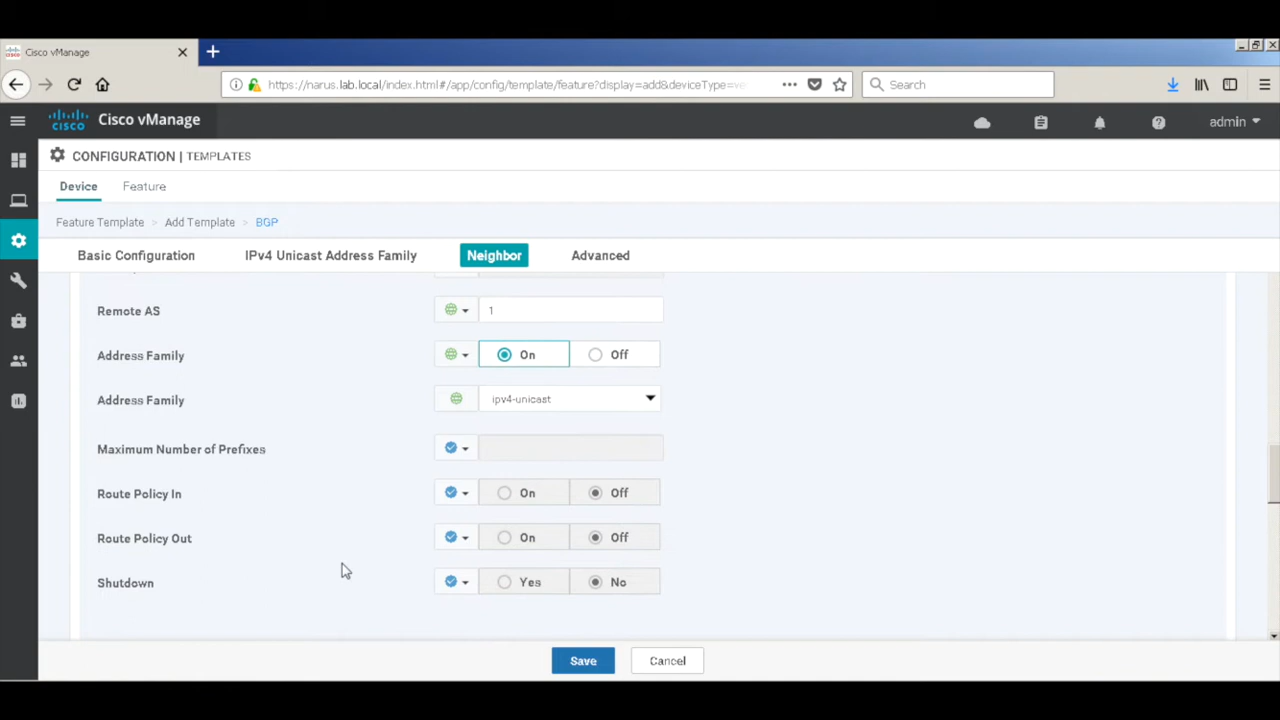 Cisco vManage
https://narus.lab.local/index.html#/app/config/template/feature?display=add&deviceType=ve
Search
CISCO Cisco vManage
admin
CONFIGURATION | TEMPLATES
Device Feature
Feature Template > Add Template > BGP
Basic Configuration IPv4 Unicast Address Family Neighbor Advanced
Remote AS 1
Address Family On Off
Address Family ipv4-unicast
Maximum Number of Prefixes
Route Policy In On Off
Route Policy Out On Off
Shutdown Yes No
Save Cancel